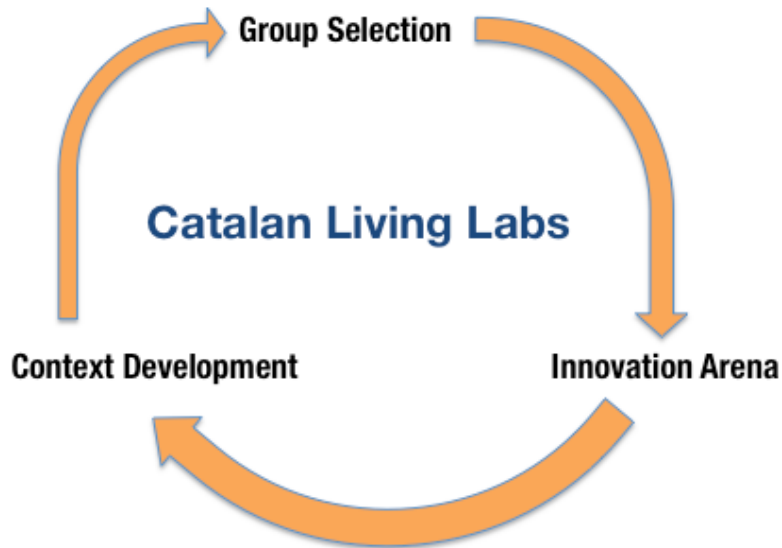 Group Selection
Catalan Living Labs
Context Development
Innovation Arena